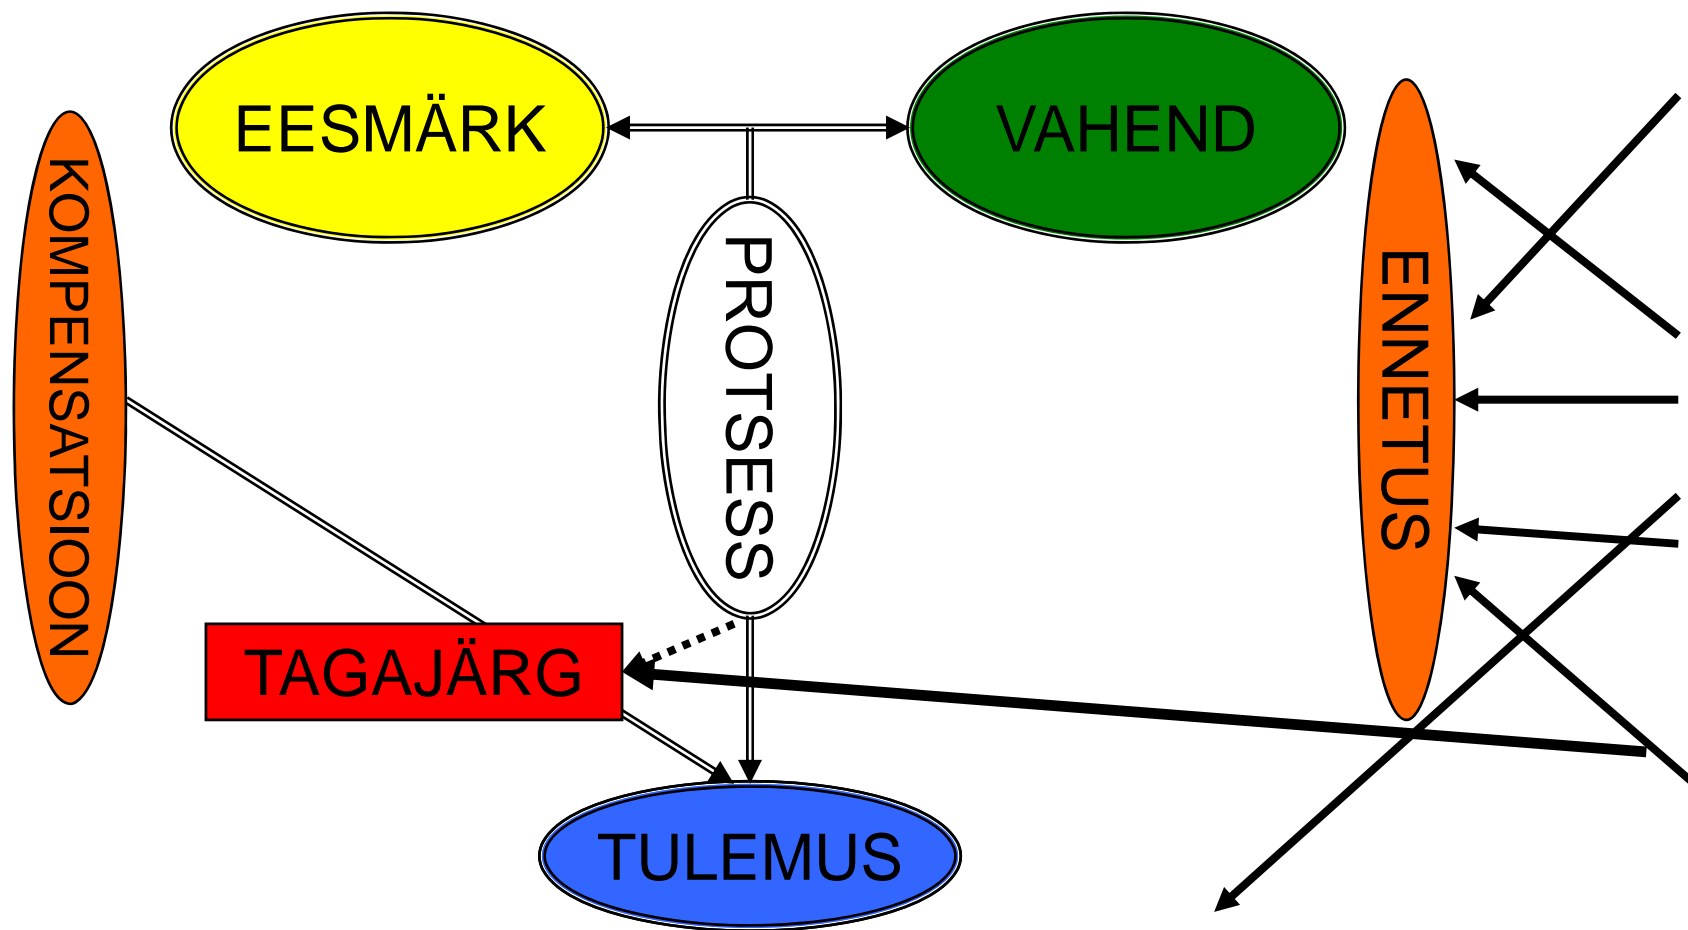 EESMÄRK
VAHEND
KOMPENSATSIOON
PROTSESS
ENNETUS
TAGAJÄRG
TULEMUS